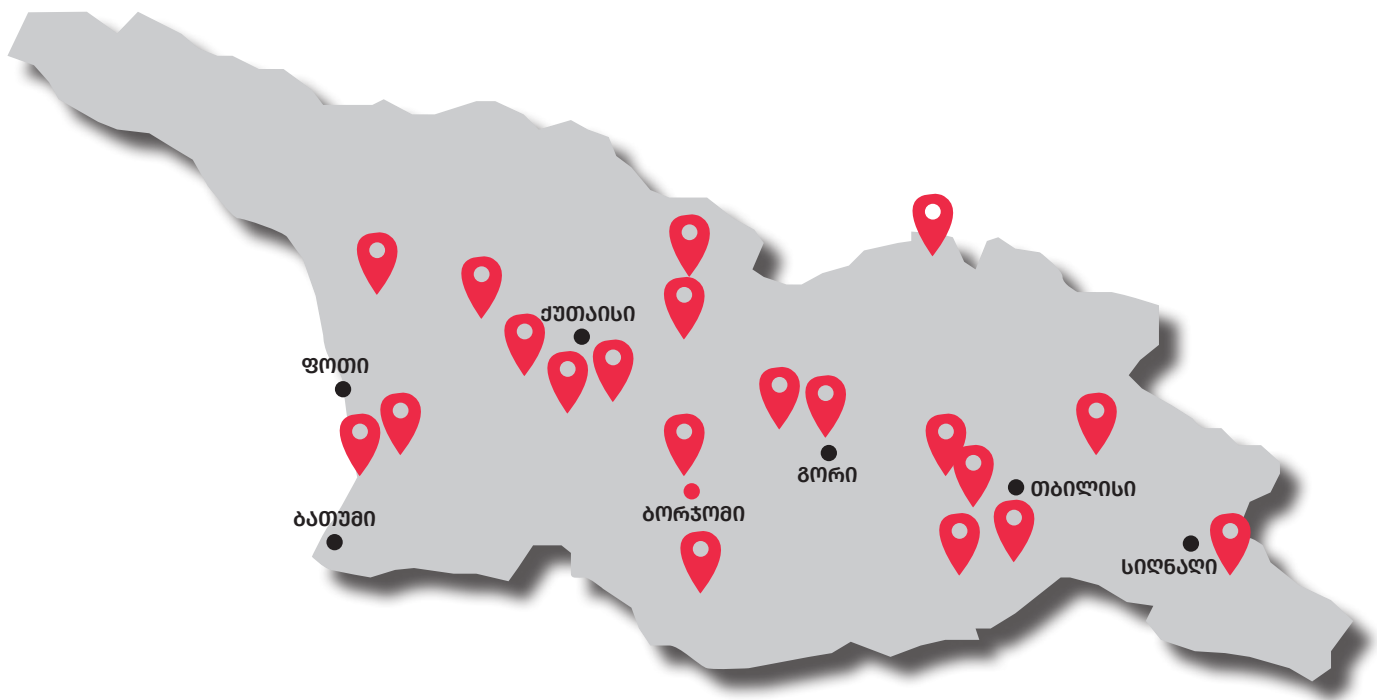 ქუთაისი
ფოთი
გორი
თბილისი
ბორჯომი
ბათუმი
სიღნაღი